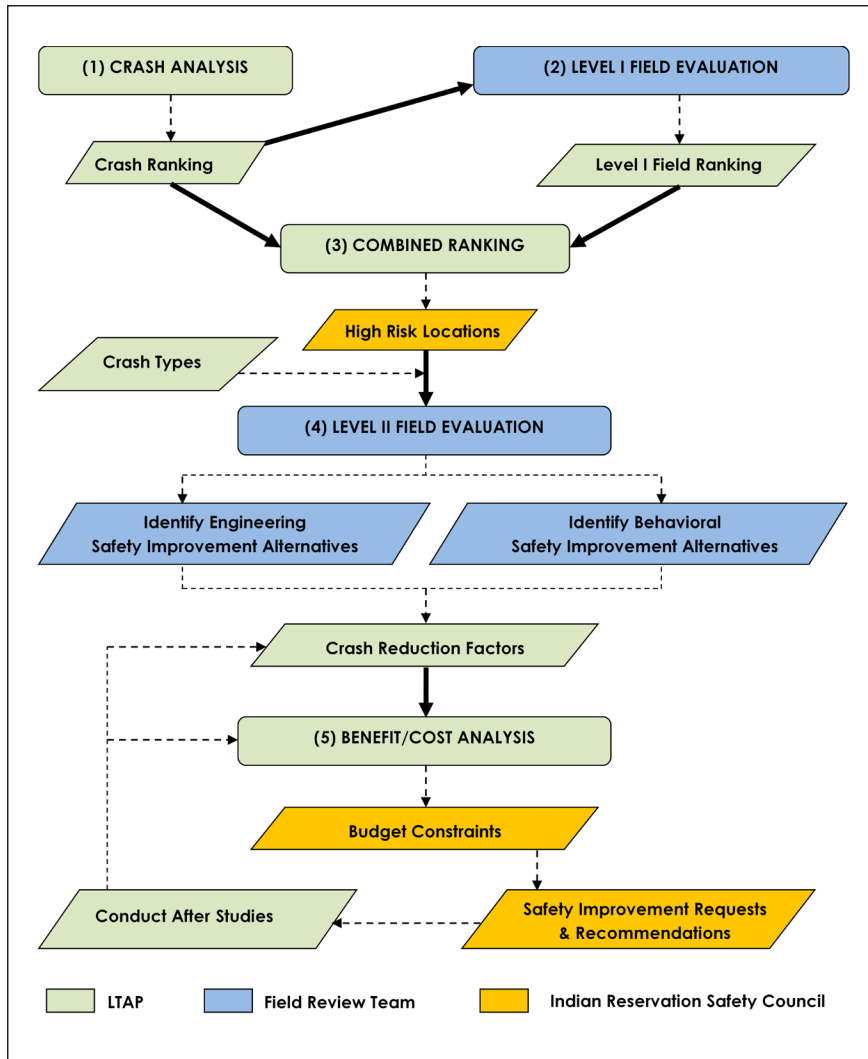 (1) CRASH ANALYSIS
(2) LEVEL I FIELD EVALUATION
Crash Ranking
Level I Field Ranking
(3) COMBINED RANKING
High Risk Locations
Crash Types
(4) LEVEL II FIELD EVALUATION
Identify Engineering
Safety Improvement Alternatives
Identify Behavioral
Safety Improvement Alternatives
Crash Reduction Factors
(5) BENEFIT/COST ANALYSIS
Budget Constraints
Conduct After Studies
Safety Improvement Requests
& Recommendations
LTAP
Field Review Team
Indian Reservation Safety Council